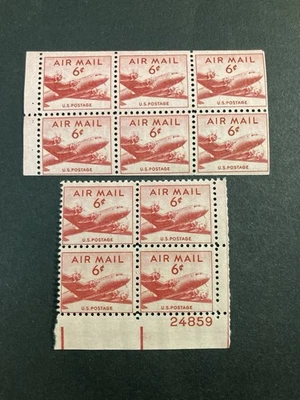 AIR MAIL AIR MAIL AIR MAIL
6¢ 6¢ 6¢
U.S. POSTAGE U.S. POSTAGE U.S. POSTAGE
AIR MAIL AIR MAIL AIR MAIL
6¢ 6¢ 6¢
U.S. POSTAGE U.S. POSTAGE U.S. POSTAGE
AIR MAIL AIR MAIL
6¢ 6¢
U.S. POSTAGE U.S. POSTAGE
AIR MAIL AIR MAIL
6¢ 6¢
U.S. POSTAGE U.S. POSTAGE
24859